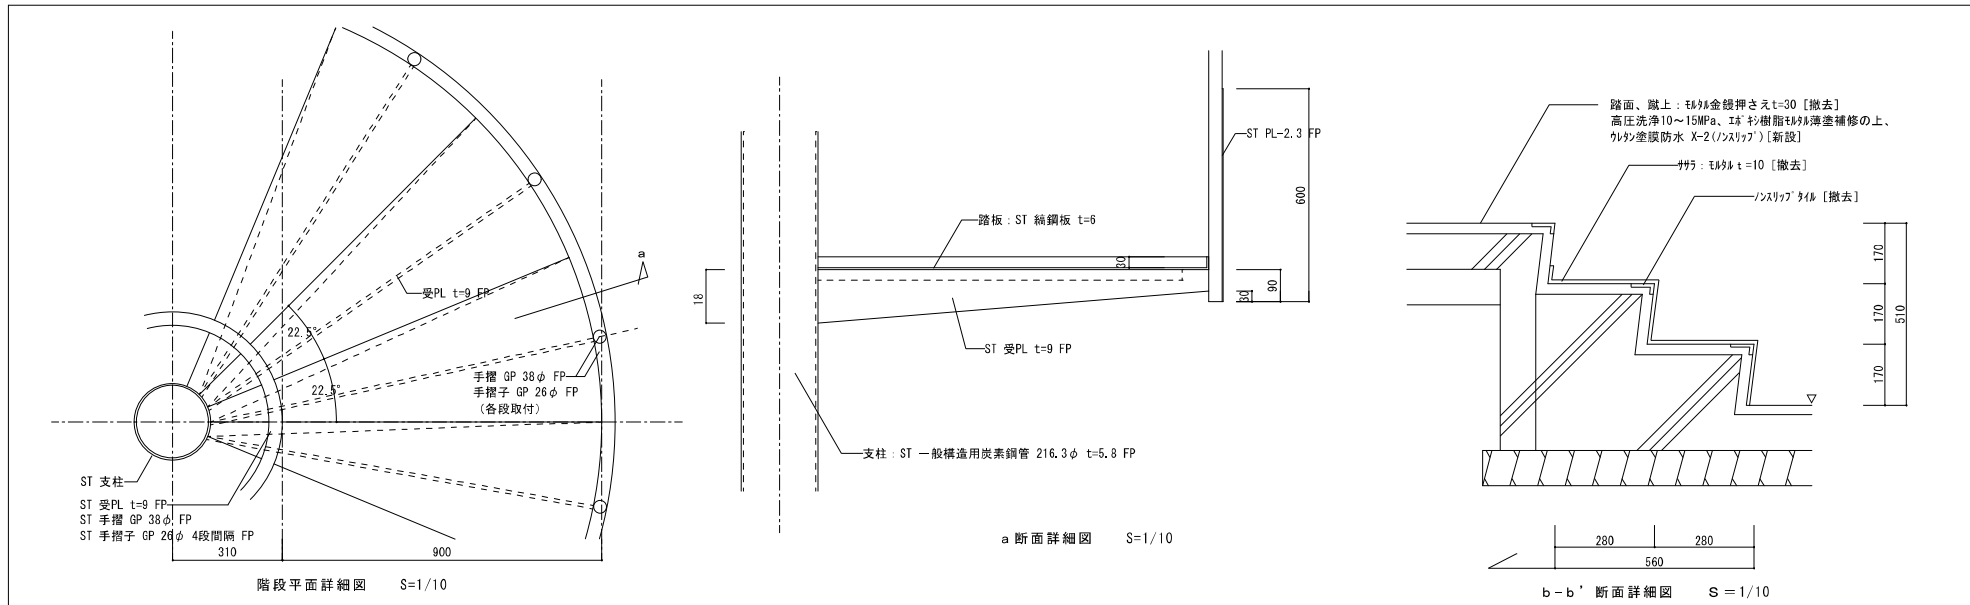 a
受PL t=9 FP
22.5°
22.5°
手摺 GP 38φ FP
手摺子 GP 26φ FP
(各段取付)
ST 支柱
ST 受PL t=9 FP
ST 手摺 GP 38φ FP
ST 手摺子 GP 26φ 4段間隔 FP
310
900
階段平面詳細図 S=1/10
ST PL-2.3 FP
600
踏板：ST 縞鋼板 t=6
30
18
30
90
ST 受PL t=9 FP
支柱：ST 一般構造用炭素鋼管 216.3φ t=5.8 FP
a 断面詳細図 S=1/10
踏面、蹴上：ﾓﾙﾀﾙ金鏝押さえt=30 [撤去]
高圧洗浄10～15MPa、ｴﾎﾟｷｼ樹脂ﾓﾙﾀﾙ薄塗補修の上、
ｳﾚﾀﾝ塗膜防水 X-2(ﾉﾝｽﾘｯﾌﾟ)[新設]
ｻｻﾗ：ﾓﾙﾀﾙ t=10 [撤去]
ﾉﾝｽﾘｯﾌﾟﾀｲﾙ [撤去]
170
170
170
510
280
280
560
b-b' 断面詳細図 S=1/10